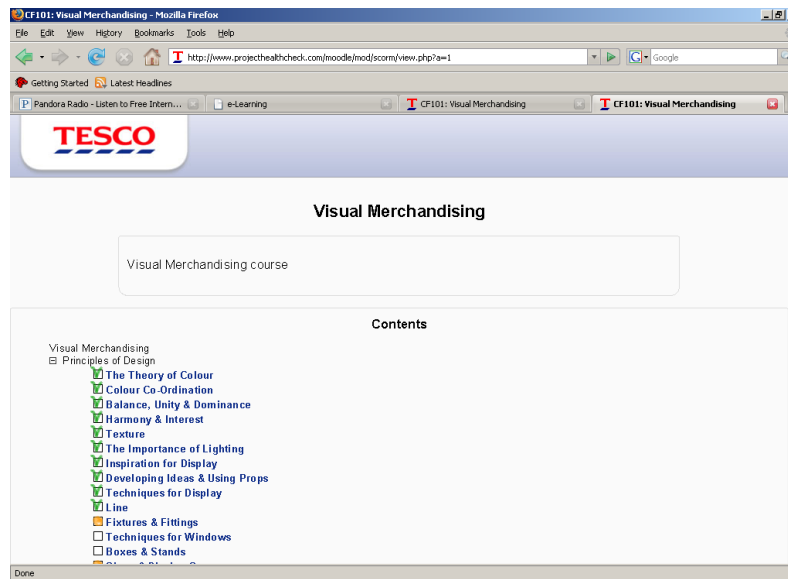 CF101: Visual Merchandising - Mozilla Firefox
File Edit View History Bookmarks Tools Help
http://www.projecthealthcheck.com/moodle/mod/scorm/view.php?a=1
G Google
Getting Started Latest Headlines
Pandora Radio - Listen to Free Intern... e-Learning CF101: Visual Merchandising CF101: Visual Merchandising
TESCO
Visual Merchandising
Visual Merchandising course
Contents
Visual Merchandising
Principles of Design
The Theory of Colour
Colour Co-Ordination
Balance, Unity & Dominance
Harmony & Interest
Texture
The Importance of Lighting
Inspiration for Display
Developing Ideas & Using Props
Techniques for Display
Line
Fixtures & Fittings
Techniques for Windows
Boxes & Stands
Done